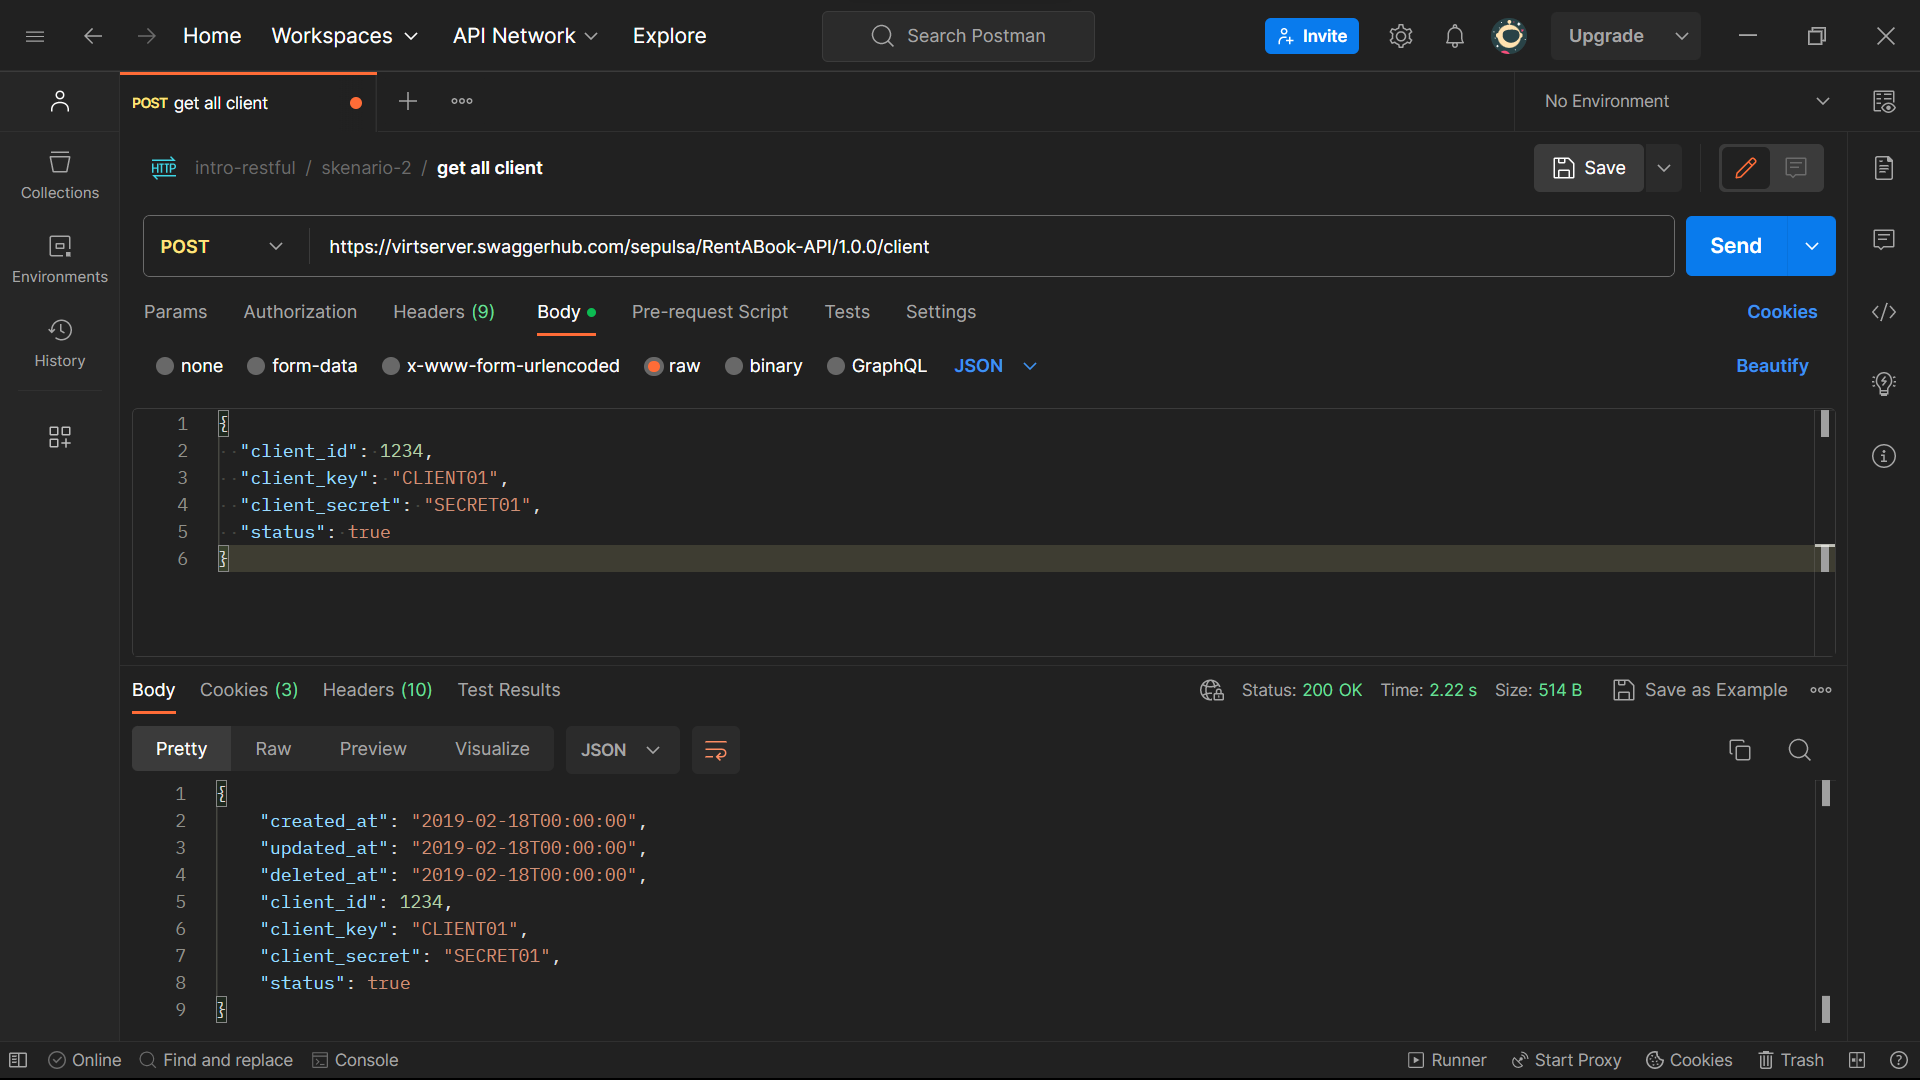 Home Workspaces API Network Explore Search Postman Invite Upgrade
POST get all client No Environment
HTTP intro-restful / skenario-2 / get all client Save
Collections
Environments
History
POST https://virtserver.swaggerhub.com/sepulsa/RentABook-API/1.0.0/client Send
Params Authorization Headers (9) Body Pre-request Script Tests Settings Cookies
none form-data x-www-form-urlencoded raw binary GraphQL JSON Beautify
1 {
2 "client_id": 1234,
3 "client_key": "CLIENT01",
4 "client_secret": "SECRET01",
5 "status": true
6 }
Body Cookies (3) Headers (10) Test Results Status: 200 OK Time: 2.22 s Size: 514 B Save as Example
Pretty Raw Preview Visualize JSON
1 {
2 "created_at": "2019-02-18T00:00:00",
3 "updated_at": "2019-02-18T00:00:00",
4 "deleted_at": "2019-02-18T00:00:00",
5 "client_id": 1234,
6 "client_key": "CLIENT01",
7 "client_secret": "SECRET01",
8 "status": true
9 }
Online Find and replace Console Runner Start Proxy Cookies Trash